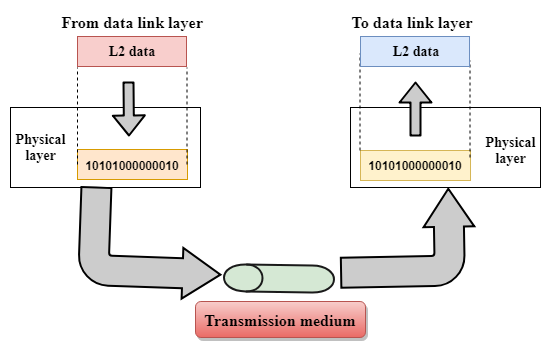 From data link layer
To data link layer
L2 data
L2 data
Physical
layer
Physical
layer
10101000000010
10101000000010
Transmission medium